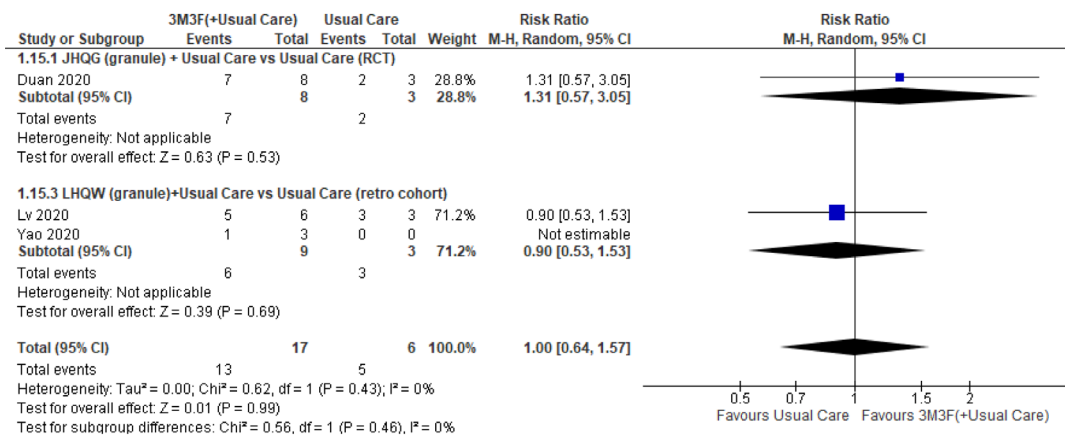 3M3F(+Usual Care) Usual Care Risk Ratio Risk Ratio
Study or Subgroup Events Total Events Total Weight M-H, Random, 95% CI M-H, Random, 95% CI
1.15.1 JHQG (granule) + Usual Care vs Usual Care (RCT)
Duan 2020 7 8 2 3 28.8% 1.31 [0.57, 3.05]
Subtotal (95% CI) 8 3 28.8% 1.31 [0.57, 3.05]
Total events 7 2
Heterogeneity: Not applicable
Test for overall effect: Z = 0.63 (P = 0.53)
1.15.3 LHQW (granule)+Usual Care vs Usual Care (retro cohort)
Lv 2020 5 6 3 3 71.2% 0.90 [0.53, 1.53]
Yao 2020 1 3 0 0 Not estimable
Subtotal (95% CI) 9 3 71.2% 0.90 [0.53, 1.53]
Total events 6 3
Heterogeneity: Not applicable
Test for overall effect: Z = 0.39 (P = 0.69)
Total (95% CI) 17 6 100.0% 1.00 [0.64, 1.57]
Total events 13 5
Heterogeneity: Tau² = 0.00; Chi² = 0.62, df = 1 (P = 0.43); I² = 0%
Test for overall effect: Z = 0.01 (P = 0.99)
Test for subgroup differences: Chi² = 0.56, df = 1 (P = 0.46), I² = 0%
0.5 0.7 1 1.5 2
Favours Usual Care Favours 3M3F(+Usual Care)